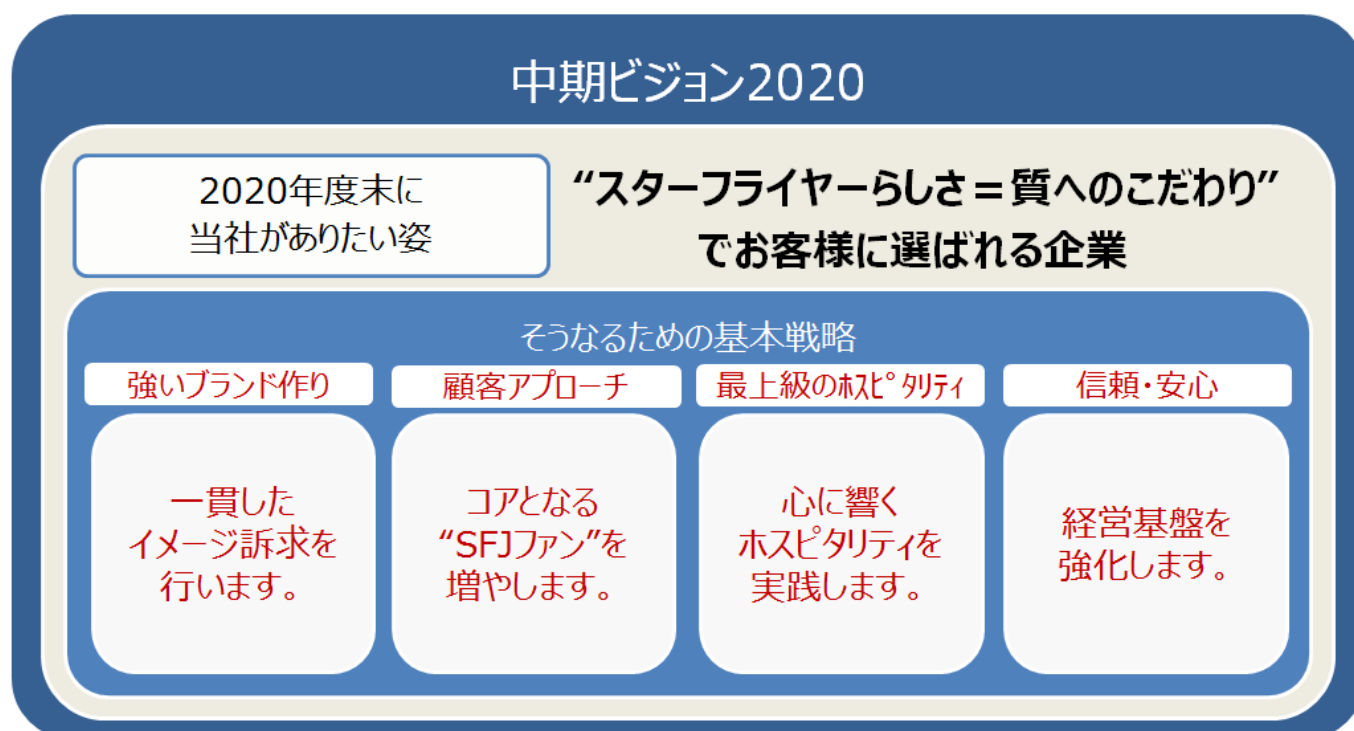 中期ビジョン2020
2020年度末に
当社がありたい姿
“スターフライヤーらしさ＝質へのこだわり”
でお客様に選ばれる企業
そうなるための基本戦略
強いブランド作り
一貫した
イメージ訴求を
行います。
顧客アプローチ
コアとなる
“SFJファン”を
増やします。
最上級のﾎｽﾋﾟﾀﾘﾃｨ
心に響く
ホスピタリティを
実践します。
信頼・安心
経営基盤を
強化します。